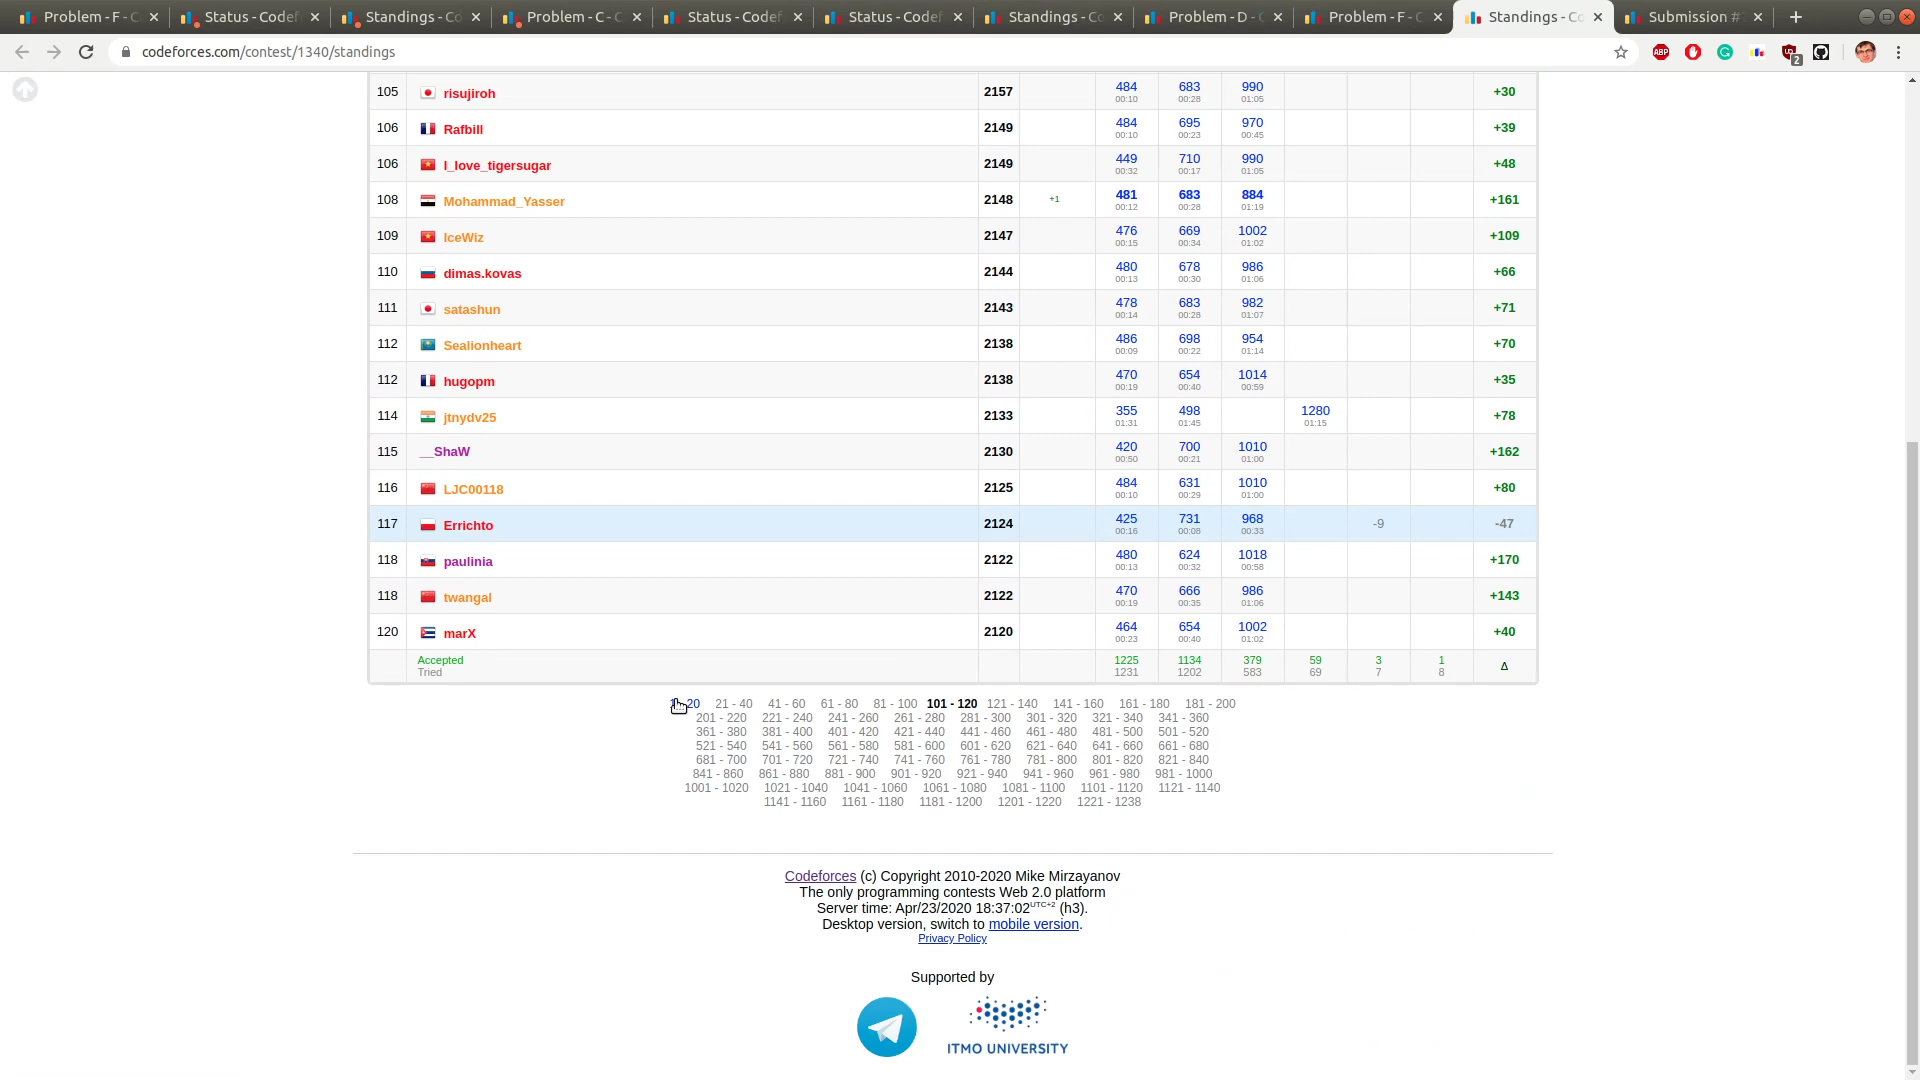 Problem - F - C
Status - Codef
Standings - Co
Problem - C - C
Status - Codef
Status - Codef
Standings - Co
Problem - D - C
Problem - F - C
Standings - Co
Submission #
codeforces.com/contest/1340/standings
ABP
2
105 risujiroh 2157 484 683 990 +30
00:10 00:28 01:05
106 Rafbill 2149 484 695 970 +39
00:10 00:23 00:45
106 I_love_tigersugar 2149 449 710 990 +48
00:32 00:17 01:05
108 Mohammad_Yasser 2148 +1 481 683 884 +161
00:12 00:28 01:19
109 IceWiz 2147 476 669 1002 +109
00:15 00:34 01:02
110 dimas.kovas 2144 480 678 986 +66
00:13 00:30 01:06
111 satashun 2143 478 683 982 +71
00:14 00:28 01:07
112 Sealionheart 2138 486 698 954 +70
00:09 00:22 01:14
112 hugopm 2138 470 654 1014 +35
00:19 00:40 00:59
114 jtnydv25 2133 355 498 1280 +78
01:31 01:45 01:15
115 __ShaW 2130 420 700 1010 +162
00:50 00:21 01:00
116 LJC00118 2125 484 631 1010 +80
00:10 00:29 01:00
117 Errichto 2124 425 731 968 -9 -47
00:16 00:08 00:33
118 paulinia 2122 480 624 1018 +170
00:13 00:32 00:58
118 twangal 2122 470 666 986 +143
00:19 00:35 01:06
120 marX 2120 464 654 1002 +40
00:23 00:40 01:02
Accepted 1225 1134 379 59 3 1 Δ
Tried 1231 1202 583 69 7 8
20 21 - 40 41 - 60 61 - 80 81 - 100 101 - 120 121 - 140 141 - 160 161 - 180 181 - 200
201 - 220 221 - 240 241 - 260 261 - 280 281 - 300 301 - 320 321 - 340 341 - 360
361 - 380 381 - 400 401 - 420 421 - 440 441 - 460 461 - 480 481 - 500 501 - 520
521 - 540 541 - 560 561 - 580 581 - 600 601 - 620 621 - 640 641 - 660 661 - 680
681 - 700 701 - 720 721 - 740 741 - 760 761 - 780 781 - 800 801 - 820 821 - 840
841 - 860 861 - 880 881 - 900 901 - 920 921 - 940 941 - 960 961 - 980 981 - 1000
1001 - 1020 1021 - 1040 1041 - 1060 1061 - 1080 1081 - 1100 1101 - 1120 1121 - 1140
1141 - 1160 1161 - 1180 1181 - 1200 1201 - 1220 1221 - 1238
Codeforces (c) Copyright 2010-2020 Mike Mirzayanov
The only programming contests Web 2.0 platform
Server time: Apr/23/2020 18:37:02 UTC+2 (h3).
Desktop version, switch to mobile version.
Privacy Policy
Supported by
ITMO UNIVERSITY